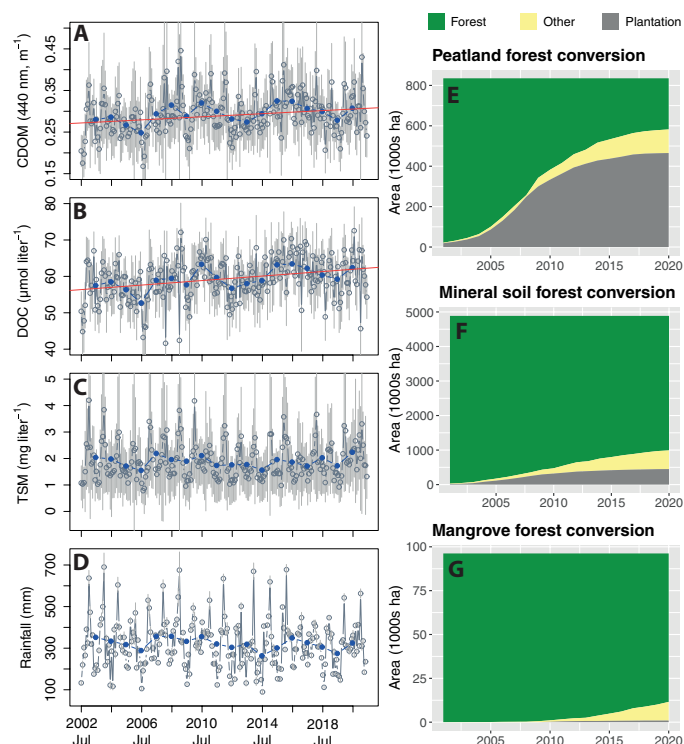 Forest Other Plantation
A
CDOM (440 nm, m⁻¹)
0.45
0.35
0.25
0.15
B
DOC (µmol liter⁻¹)
80
70
60
50
40
C
TSM (mg liter⁻¹)
5
4
3
2
1
0
D
Rainfall (mm)
700
500
300
100
2002 2006 2010 2014 2018
Jul Jul Jul Jul Jul
Peatland forest conversion
E
Area (1000s ha)
800
600
400
200
0
2005 2010 2015 2020
Mineral soil forest conversion
F
Area (1000s ha)
5000
4000
3000
2000
1000
0
2005 2010 2015 2020
Mangrove forest conversion
G
Area (1000s ha)
100
75
50
25
0
2005 2010 2015 2020